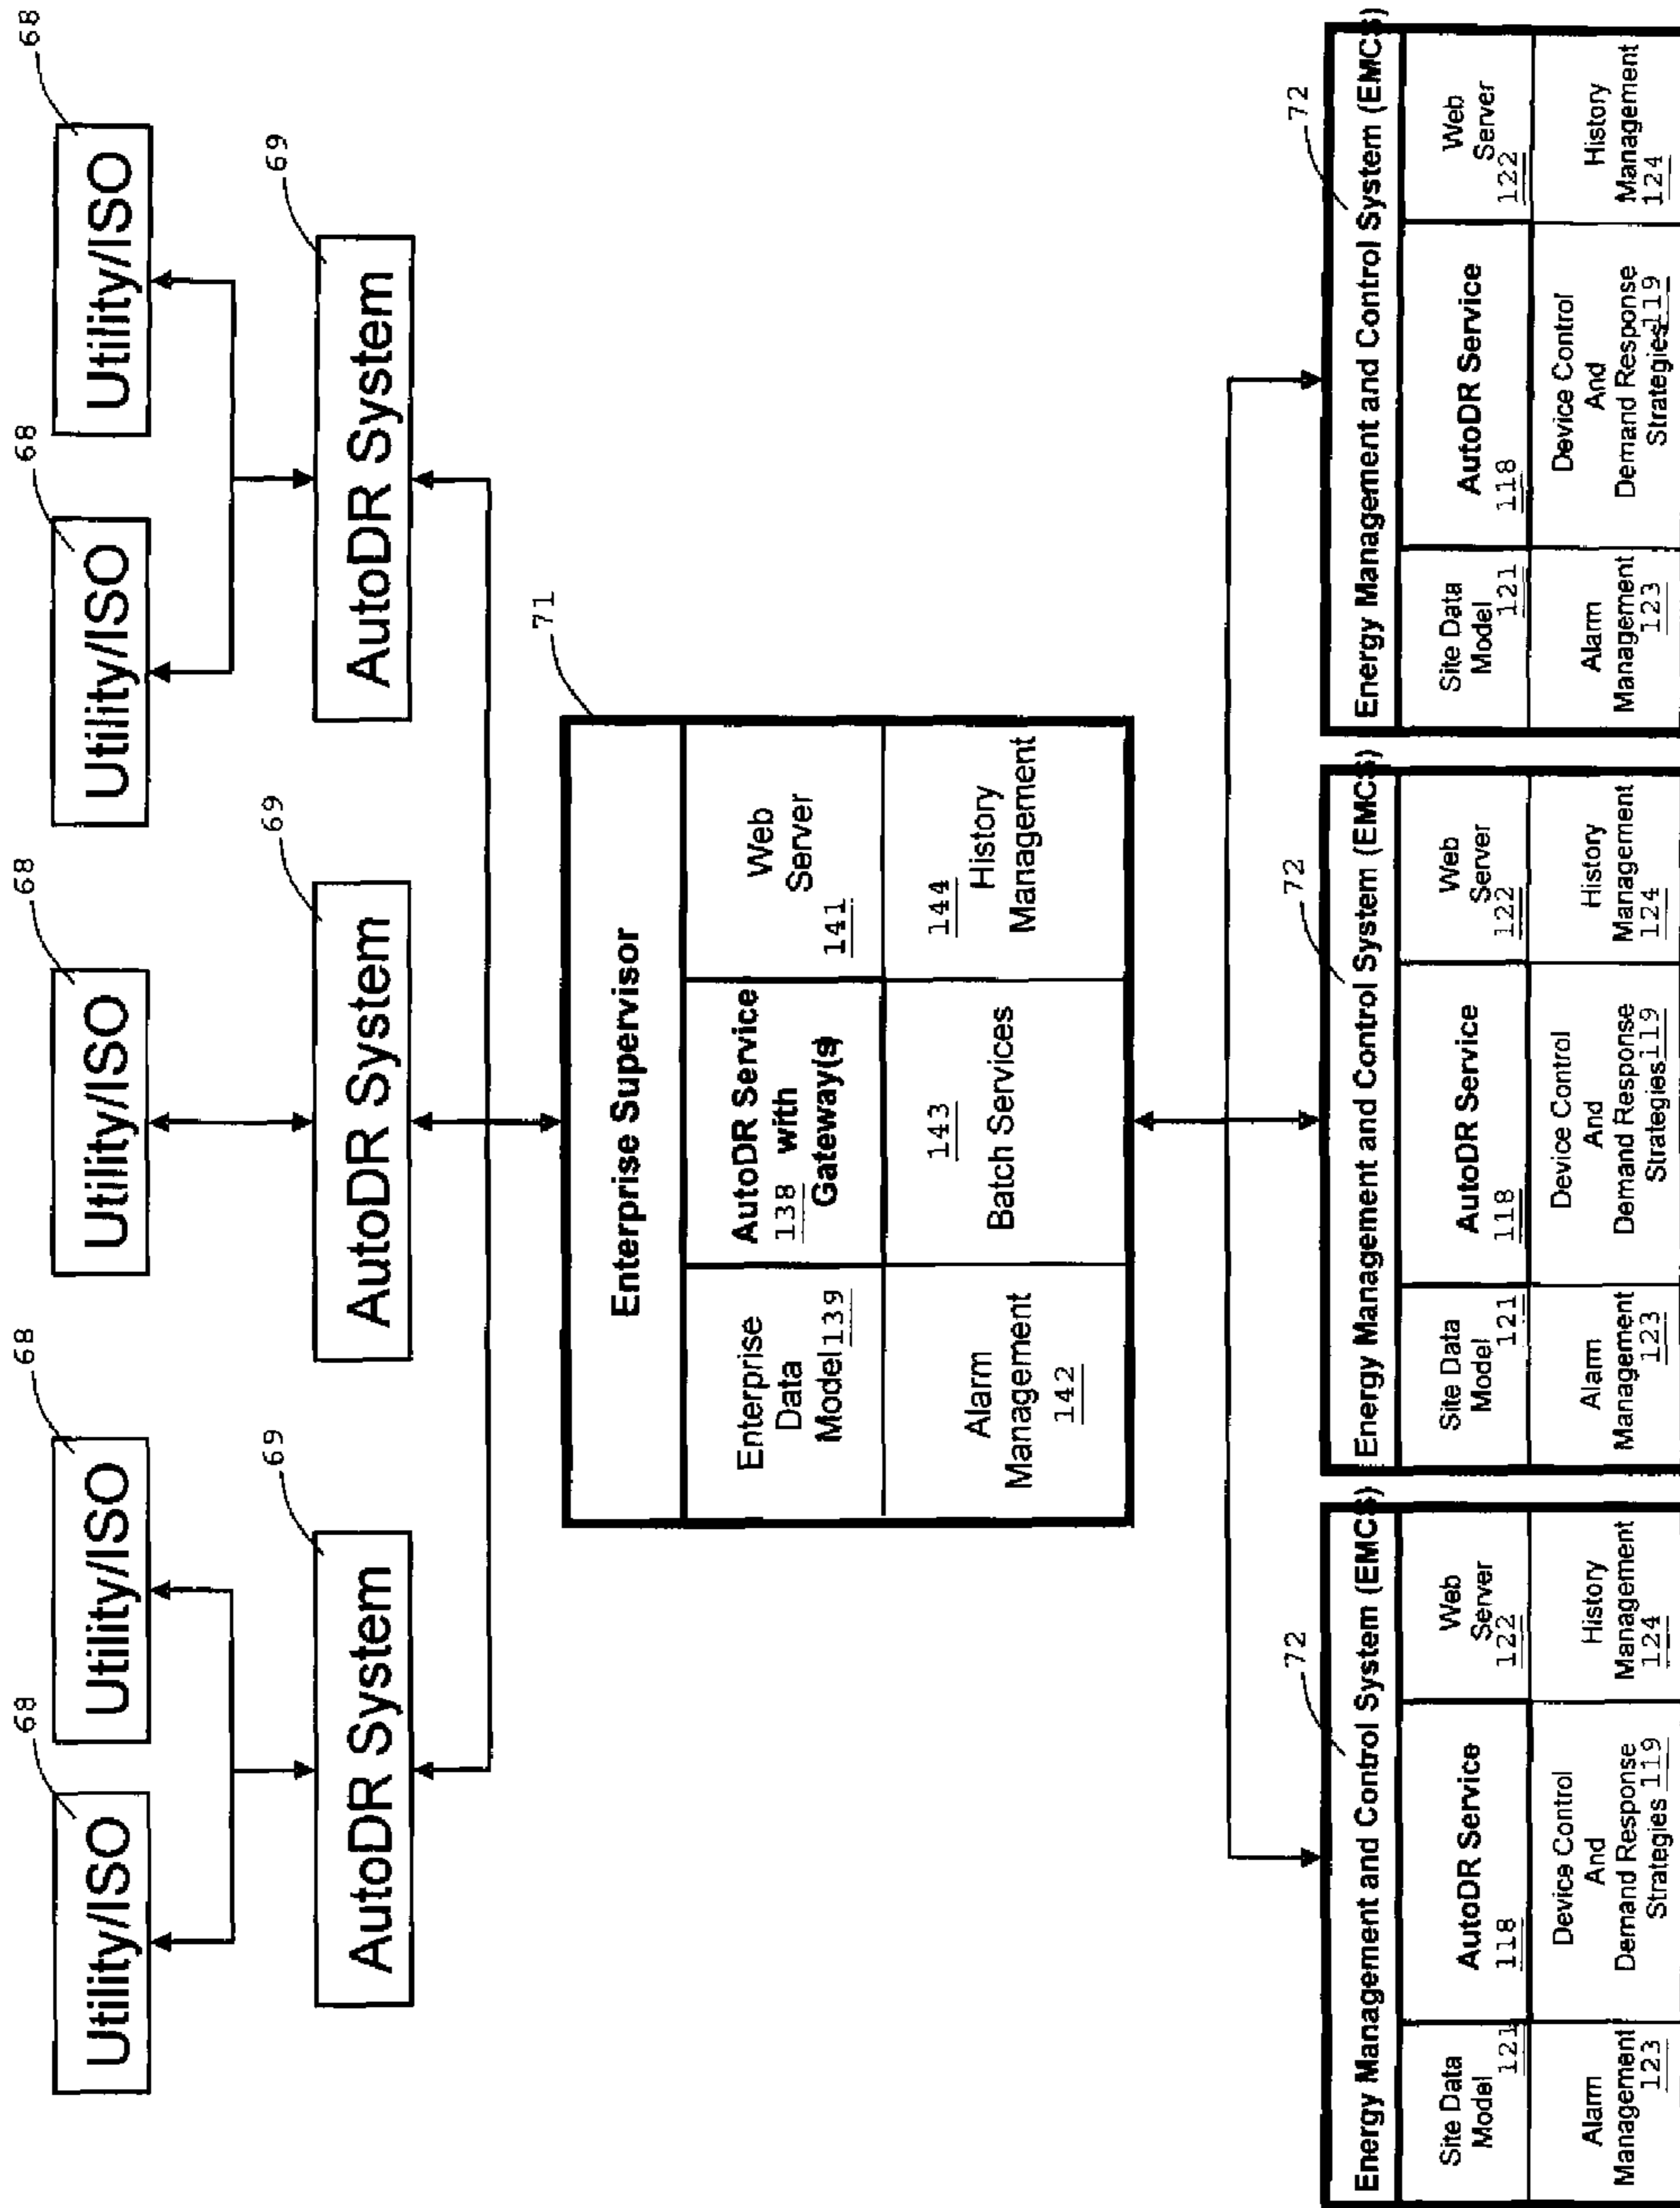 68
68
68
68
68
Utility/ISO
Utility/ISO
Utility/ISO
Utility/ISO
Utility/ISO
69
69
69
AutoDR System
AutoDR System
AutoDR System
71
Enterprise Supervisor
Enterprise
Data
Model 139
AutoDR Service
138 with
Gateway(s)
Web
Server
141
Alarm
Management
142
143
Batch Services
144 History
Management
72
Energy Management and Control System (EMCS)
Site Data
Model
121
AutoDR Service
118
Web
Server
122
Alarm
Management
123
Device Control
And
Demand Response
Strategies 119
History
Management
124
72
Energy Management and Control System (EMCS)
Site Data
Model
121
AutoDR Service
118
Web
Server
122
Alarm
Management
123
Device Control
And
Demand Response
Strategies 119
History
Management
124
72
Energy Management and Control System (EMCS)
Site Data
Model
121
AutoDR Service
118
Web
Server
122
Alarm
Management
123
Device Control
And
Demand Response
Strategies 119
History
Management
124